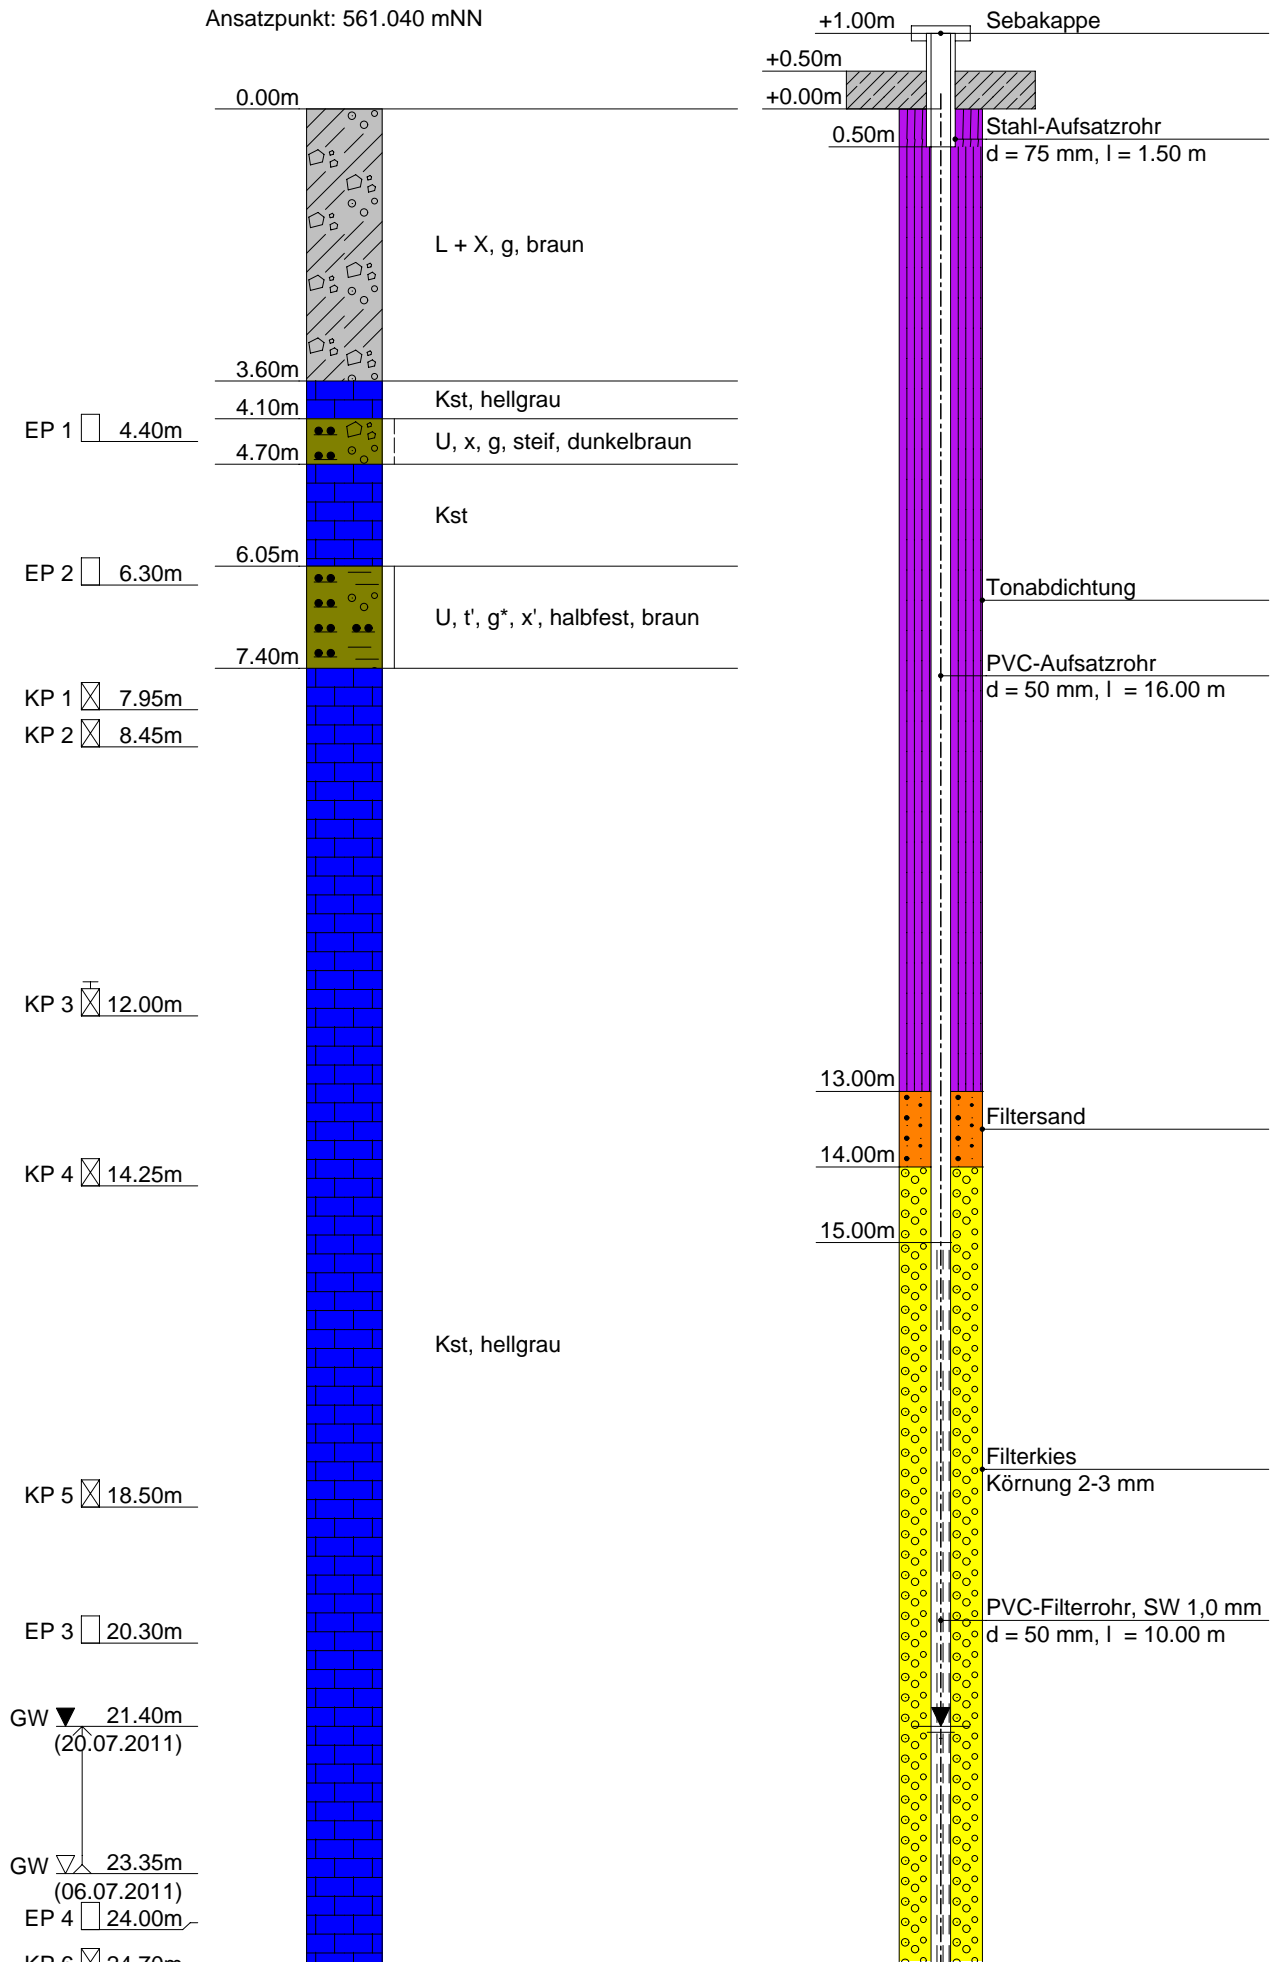 Ansatzpunkt: 561.040 mNN
0.00m
L + X, g, braun
3.60m
Kst, hellgrau
4.10m
EP 1 4.40m
U, x, g, steif, dunkelbraun
4.70m
Kst
6.05m
EP 2 6.30m
U, t', g*, x', halbfest, braun
7.40m
KP 1 7.95m
KP 2 8.45m
KP 3 12.00m
KP 4 14.25m
Kst, hellgrau
KP 5 18.50m
EP 3 20.30m
GW 21.40m
(20.07.2011)
GW 23.35m
(06.07.2011)
EP 4 24.00m
KP 6 24.70m
+1.00m
Sebakappe
+0.50m
+0.00m
0.50m
Stahl-Aufsatzrohr
d = 75 mm, l = 1.50 m
Tonabdichtung
PVC-Aufsatzrohr
d = 50 mm, l = 16.00 m
13.00m
Filtersand
14.00m
15.00m
Filterkies
Körnung 2-3 mm
PVC-Filterrohr, SW 1,0 mm
d = 50 mm, l = 10.00 m